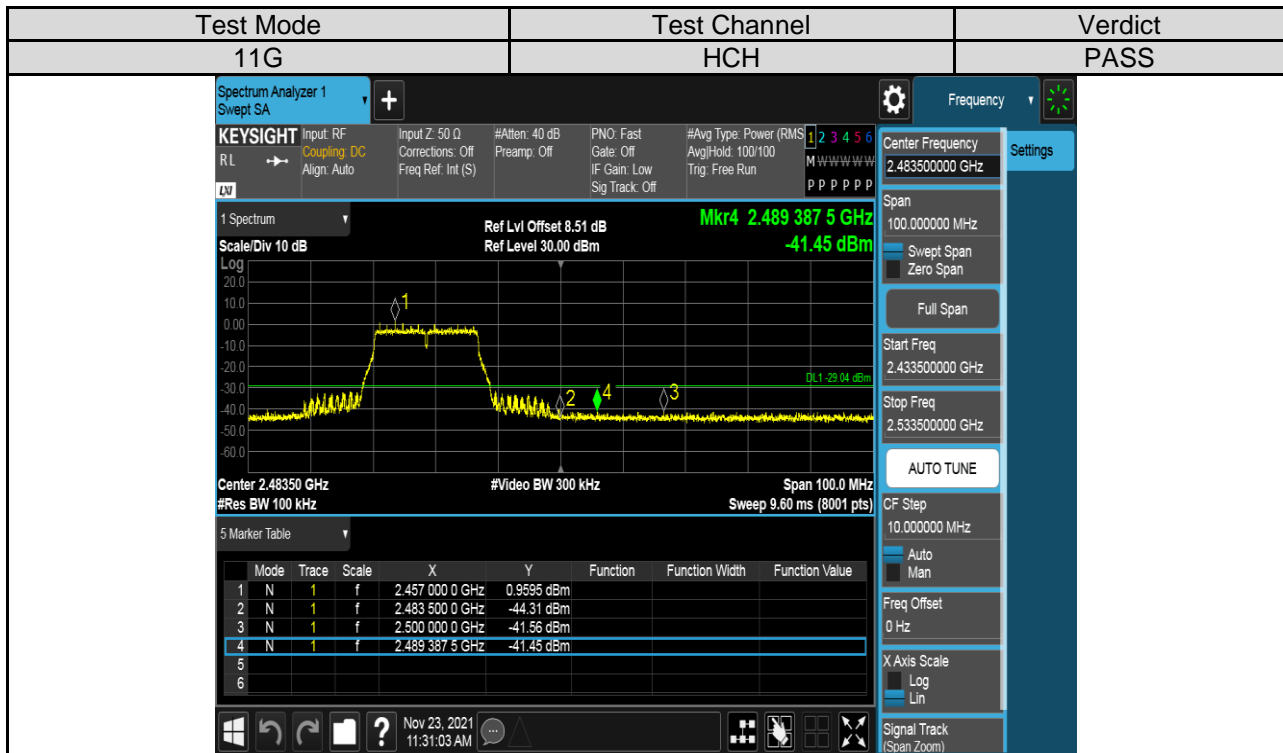 Test Mode Test Channel Verdict
11G HCH PASS
Spectrum Analyzer 1
Swept SA
+
Frequency
KEYSIGHT Input: RF Input Z: 50 Ω #Atten: 40 dB PNO: Fast #Avg Type: Power (RMS 1 2 3 4 5 6
RL Coupling: DC Corrections: Off Preamp: Off Gate: Off Avg|Hold: 100/100 M W W W W W
Align: Auto Freq Ref: Int (S) IF Gain: Low Trig: Free Run
LXI Sig Track: Off P P P P P P
1 Spectrum
Ref Lvl Offset 8.51 dB Mkr4 2.489 387 5 GHz
Scale/Div 10 dB Ref Level 30.00 dBm -41.45 dBm
Log
20.0
10.0
0.00
-10.0
-20.0
-30.0
-40.0
-50.0
-60.0
1
2
4
3
DL1 -29.04 dBm
Center 2.48350 GHz #Video BW 300 kHz Span 100.0 MHz
#Res BW 100 kHz Sweep 9.60 ms (8001 pts)
5 Marker Table
Mode Trace Scale X Y Function Function Width Function Value
1 N 1 f 2.457 000 0 GHz 0.9595 dBm
2 N 1 f 2.483 500 0 GHz -44.31 dBm
3 N 1 f 2.500 000 0 GHz -41.56 dBm
4 N 1 f 2.489 387 5 GHz -41.45 dBm
5
6
?
Nov 23, 2021
11:31:03 AM
Center Frequency
2.483500000 GHz
Settings
Span
100.000000 MHz
Swept Span
Zero Span
Full Span
Start Freq
2.433500000 GHz
Stop Freq
2.533500000 GHz
AUTO TUNE
CF Step
10.000000 MHz
Auto
Man
Freq Offset
0 Hz
X Axis Scale
Log
Lin
Signal Track
(Span Zoom)